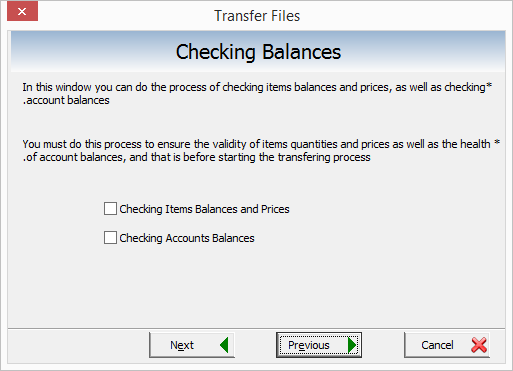 Transfer Files
Checking Balances
In this window you can do the process of checking items balances and prices, as well as checking*
.account balances
You must do this process to ensure the validity of items quantities and prices as well as the health *
.of account balances, and that is before starting the transfering process
Checking Items Balances and Prices
Checking Accounts Balances
Next
Previous
Cancel